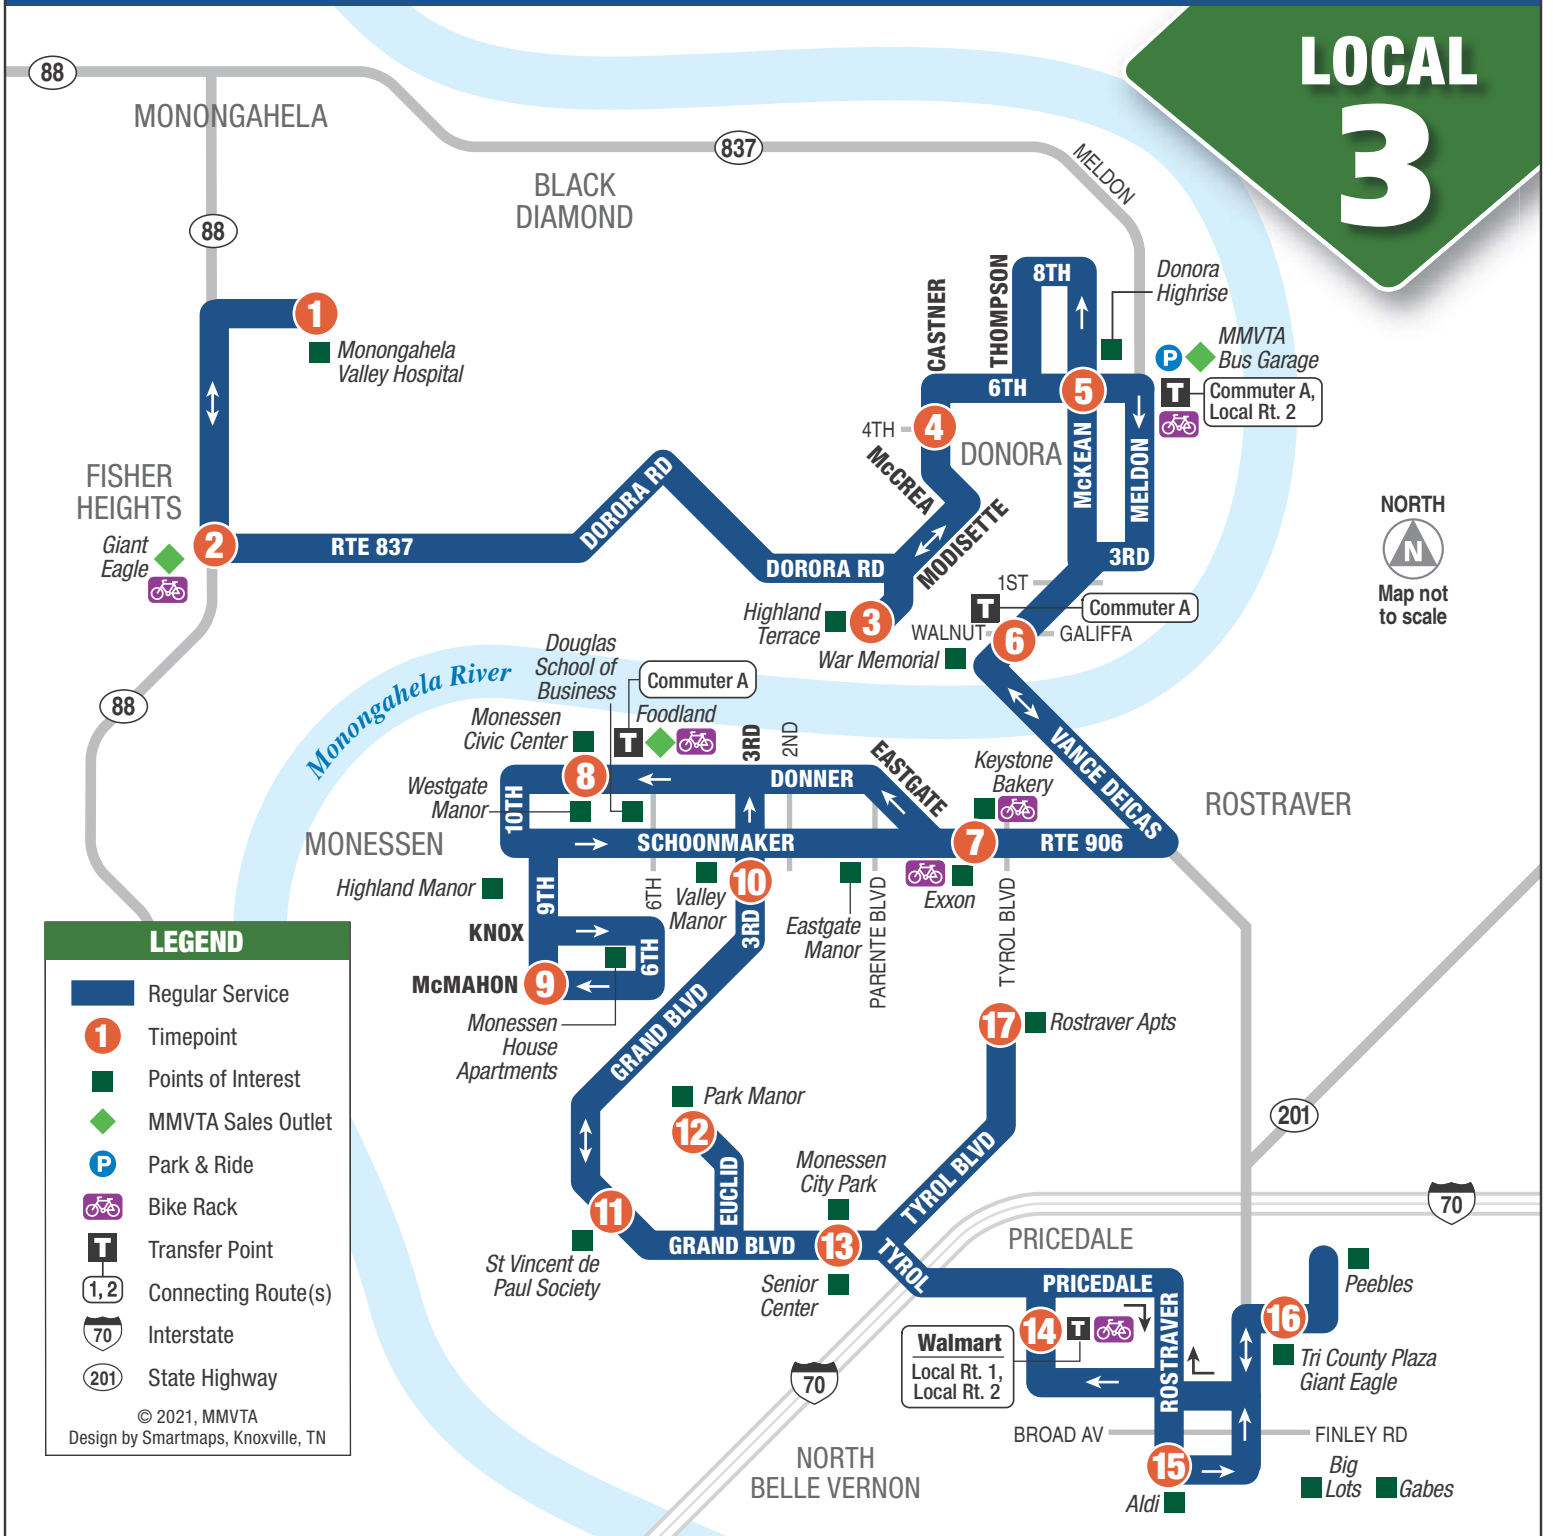 LOCAL
3
88
MONONGAHELA
837
MELDON
BLACK
DIAMOND
88
1
Monongahela
Valley Hospital
THOMPSON
8TH
Donora
Highrise
CASTNER
MMVTA
Bus Garage
P
T
Commuter A,
Local Rt. 2
6TH
5
4TH
4
DONORA
McKEAN
MELDON
McCREA
MODISETTE
FISHER
HEIGHTS
Giant
Eagle
2
RTE 837
DORORA RD
DORORA RD
3RD
1ST
T
Commuter A
NORTH
N
Map not
to scale
Highland
Terrace
3
WALNUT
6
GALIFFA
War Memorial
88
Monongahela River
Douglas
School of
Business
Commuter A
Monessen
Civic Center
T
Foodland
3RD
2ND
EASTGATE
Keystone
Bakery
VANCE DEICAS
ROSTRAVER
8
DONNER
Westgate
Manor
10TH
MONESSEN
SCHOONMAKER
7
RTE 906
Highland Manor
9TH
6TH
Valley
Manor
10
3RD
Eastgate
Manor
PARENTE BLVD
Exxon
TYROL BLVD
KNOX
6TH
McMAHON
9
Monessen
House
Apartments
GRAND BLVD
17
Rostraver Apts
Park Manor
12
EUCLID
201
Monessen
City Park
TYROL BLVD
11
GRAND BLVD
13
TYROL
St Vincent de
Paul Society
Senior
Center
70
PRICEDALE
PRICEDALE
Peebles
14
T
ROSTRAVER
16
Walmart
Local Rt. 1,
Local Rt. 2
Tri County Plaza
Giant Eagle
70
BROAD AV
FINLEY RD
NORTH
BELLE VERNON
15
Aldi
Big
Lots
Gabes
LEGEND
Regular Service
1
Timepoint
Points of Interest
MMVTA Sales Outlet
P
Park & Ride
Bike Rack
T
Transfer Point
1, 2
Connecting Route(s)
70
Interstate
201
State Highway
© 2021, MMVTA
Design by Smartmaps, Knoxville, TN